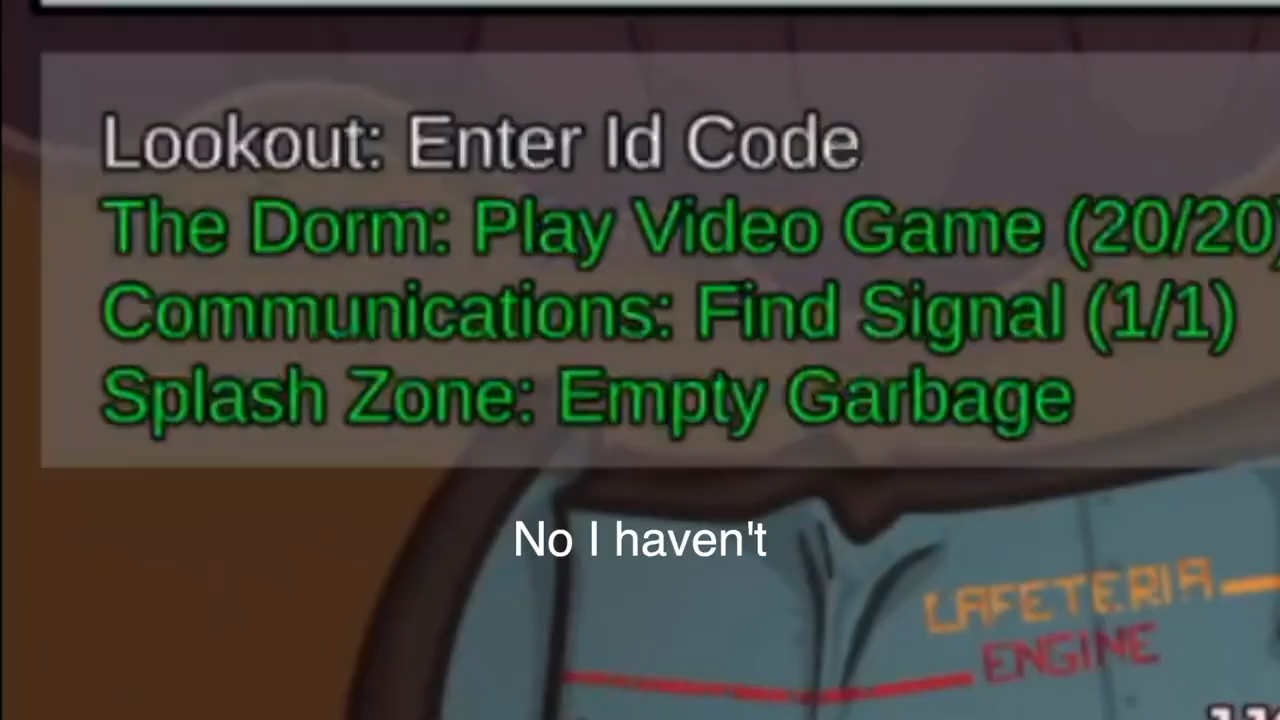 Lookout: Enter Id Code
The Dorm: Play Video Game (20/20)
Communications: Find Signal (1/1)
Splash Zone: Empty Garbage
No I haven't
LAFETERIA
ENGINE